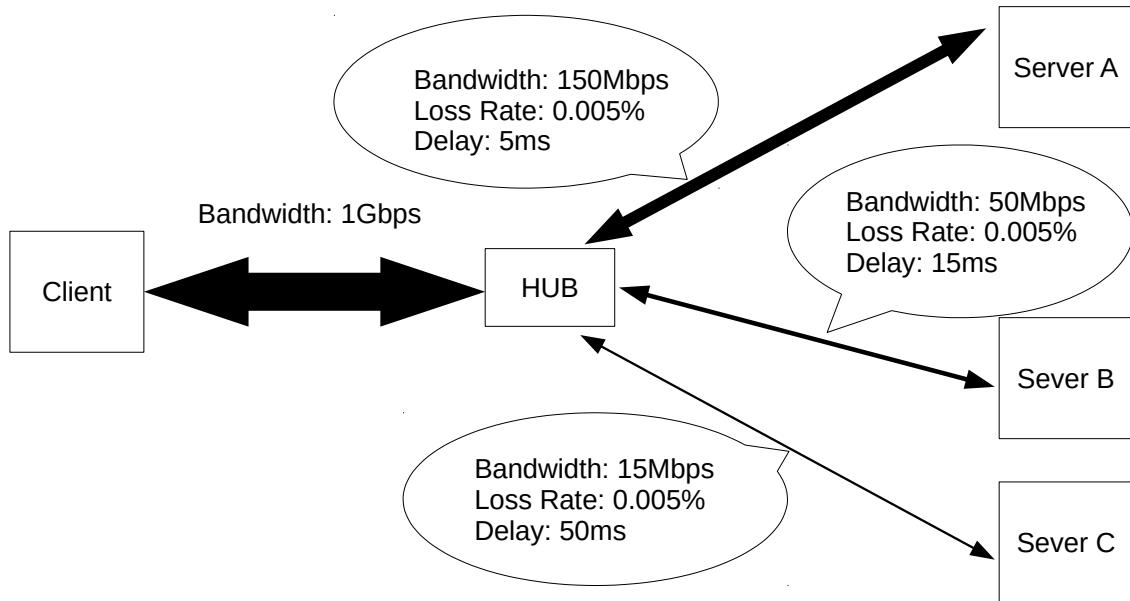 Server A
Bandwidth: 150Mbps
Loss Rate: 0.005%
Delay: 5ms
Bandwidth: 1Gbps
Bandwidth: 50Mbps
Loss Rate: 0.005%
Delay: 15ms
Client
HUB
Sever B
Bandwidth: 15Mbps
Loss Rate: 0.005%
Delay: 50ms
Sever C